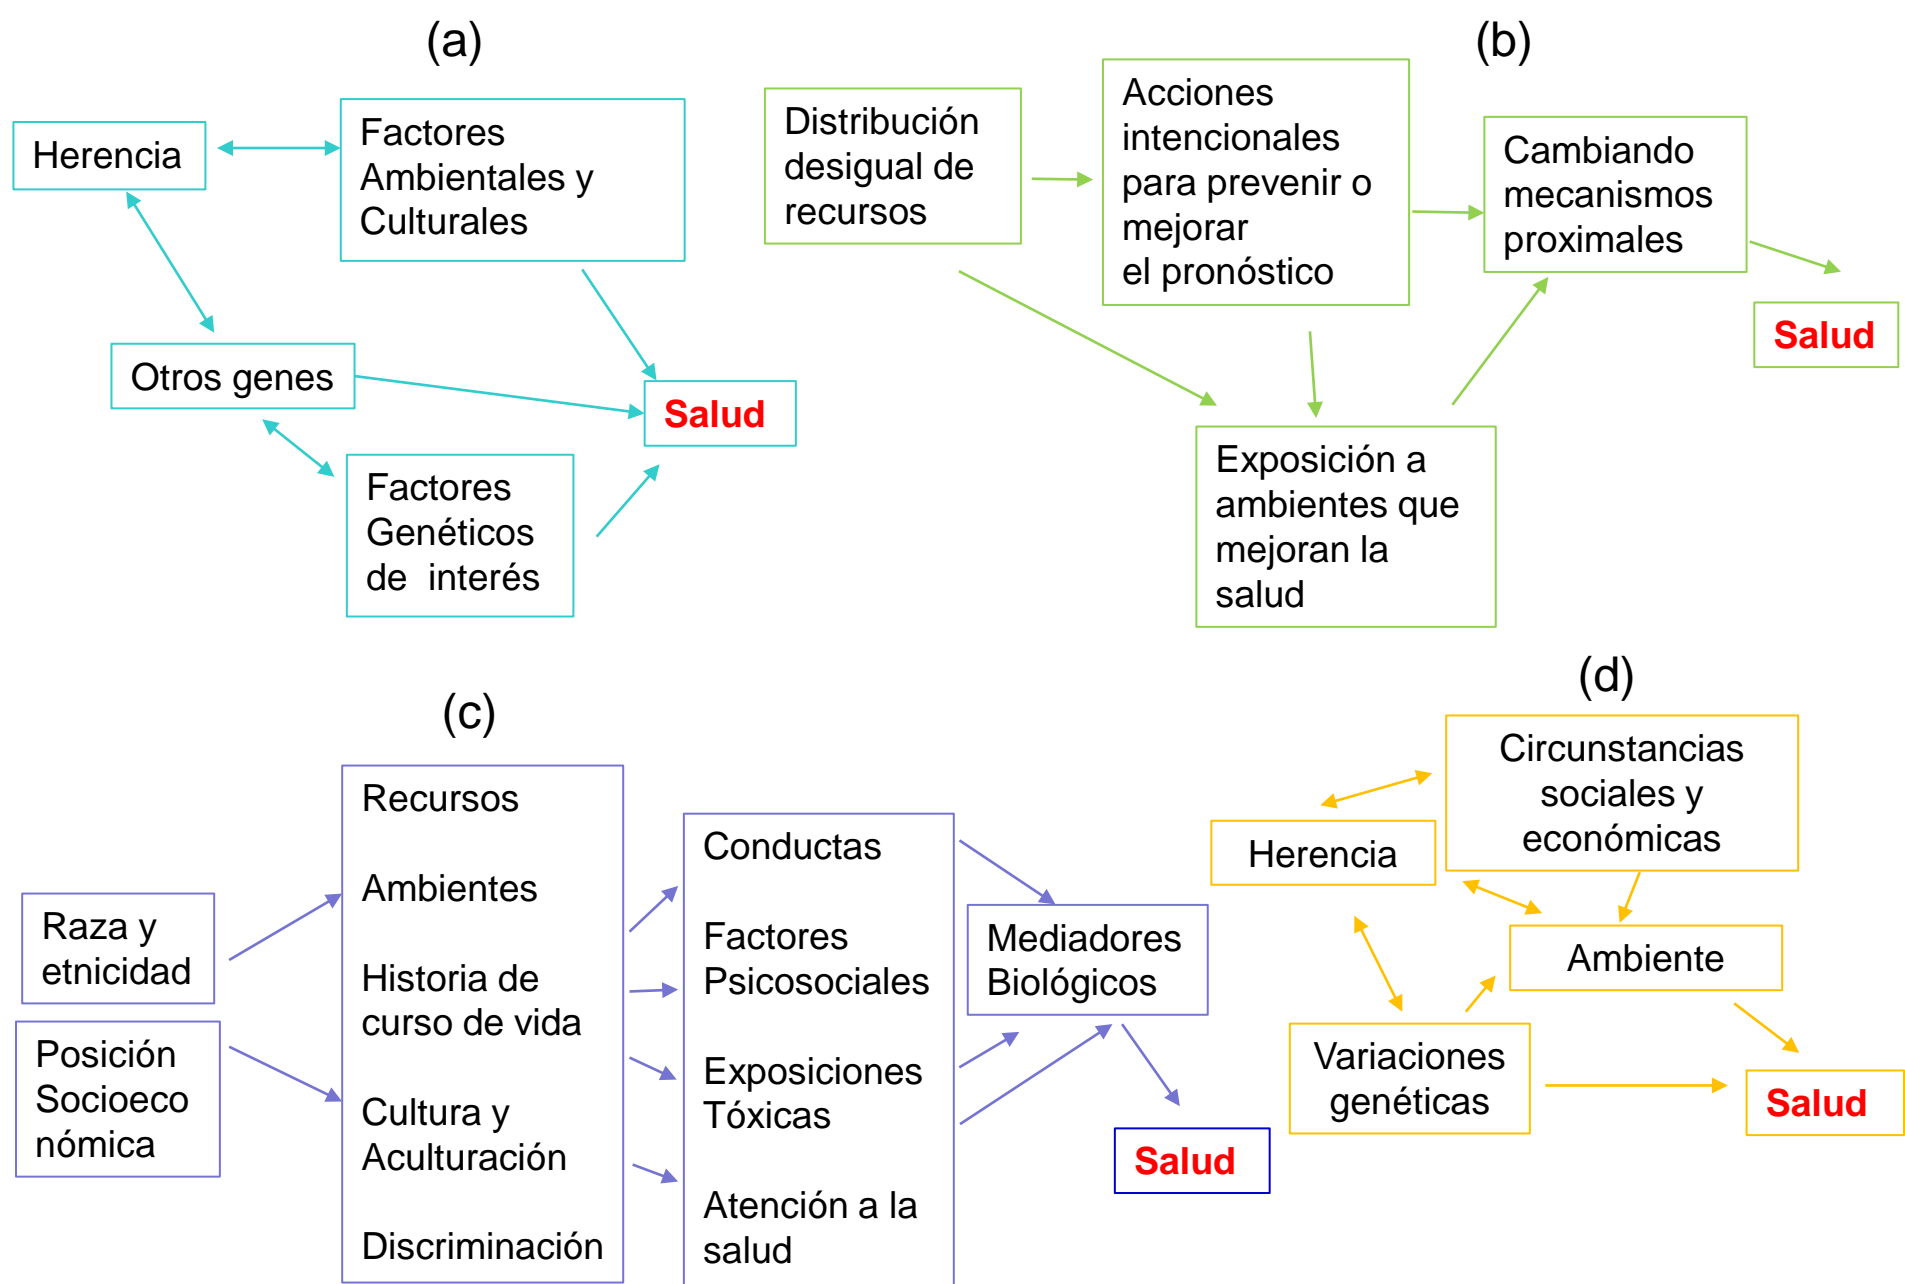 (a)
Herencia
Factores
Ambientales y
Culturales
Otros genes
Salud
Factores
Genéticos
de interés
(b)
Distribución
desigual de
recursos
Acciones
intencionales
para prevenir o
mejorar
el pronóstico
Cambiando
mecanismos
proximales
Salud
Exposición a
ambientes que
mejoran la
salud
(c)
Raza y
etnicidad
Posición
Socioeco
nómica
Recursos
Ambientes
Historia de
curso de vida
Cultura y
Aculturación
Discriminación
Conductas
Factores
Psicosociales
Exposiciones
Tóxicas
Atención a la
salud
Mediadores
Biológicos
Salud
(d)
Circunstancias
sociales y
económicas
Herencia
Ambiente
Variaciones
genéticas
Salud